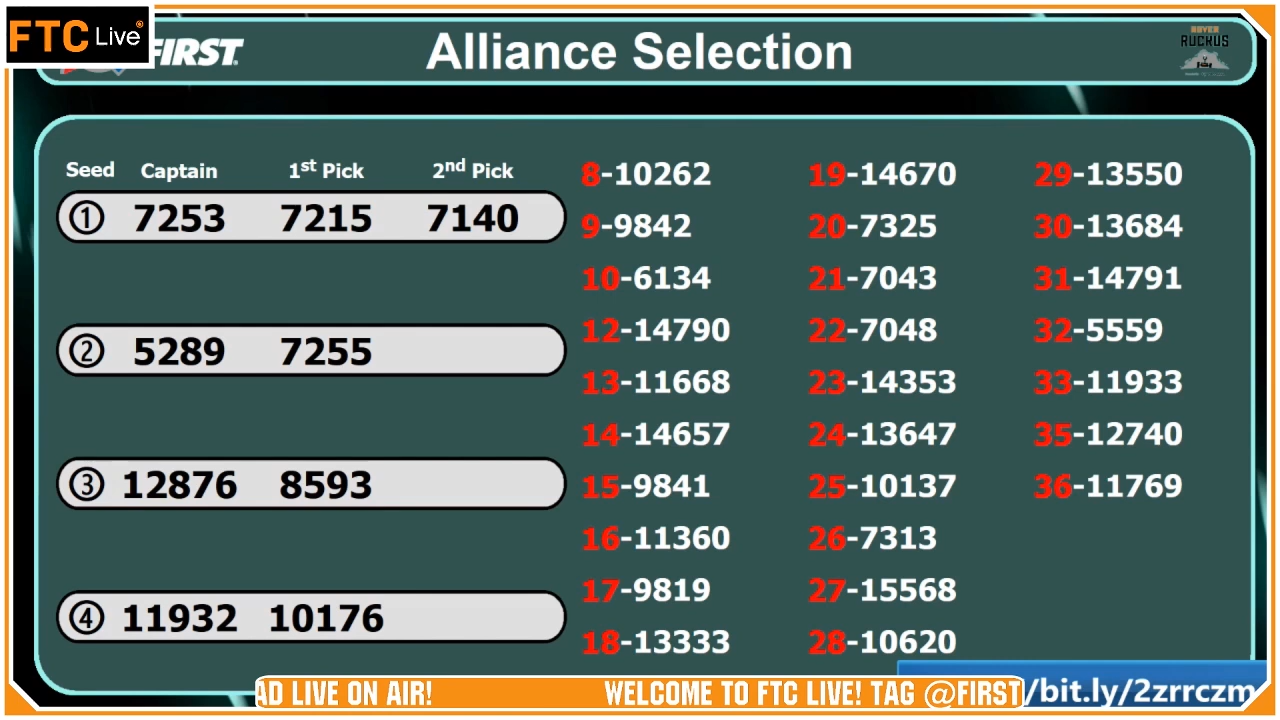 FTC Live
FIRST
Alliance Selection
ROVER
RUCKUS
Seed Captain 1st Pick 2nd Pick
1 7253 7215 7140
2 5289 7255
3 12876 8593
4 11932 10176
8-10262
9-9842
10-6134
12-14790
13-11668
14-14657
15-9841
16-11360
17-9819
18-13333
19-14670
20-7325
21-7043
22-7048
23-14353
24-13647
25-10137
26-7313
27-15568
28-10620
29-13550
30-13684
31-14791
32-5559
33-11933
35-12740
36-11769
AD LIVE ON AIR! WELCOME TO FTC LIVE! TAG @FIRST
/bit.ly/2zrrczm